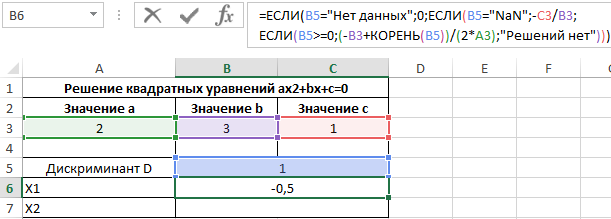 B6 =ЕСЛИ(B5="Нет данных";0;ЕСЛИ(B5="NaN";-C3/B3;
ЕСЛИ(B5>=0;(-B3+КОРЕНЬ(B5))/(2*A3);"Решений нет")))
A B C D E F G
1 Решение квадратных уравнений ax2+bx+c=0
2 Значение a Значение b Значение c
3 2 3 1
4
5 Дискриминант D 1
6 X1 -0,5
7 X2